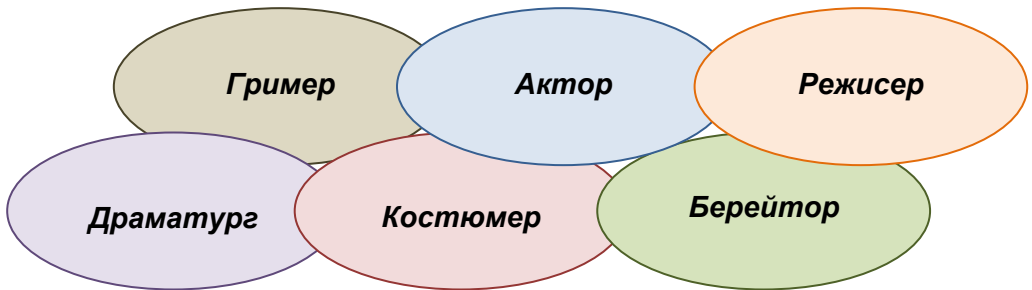 Гример
Актор
Режисер
Драматург
Костюмер
Берейтор